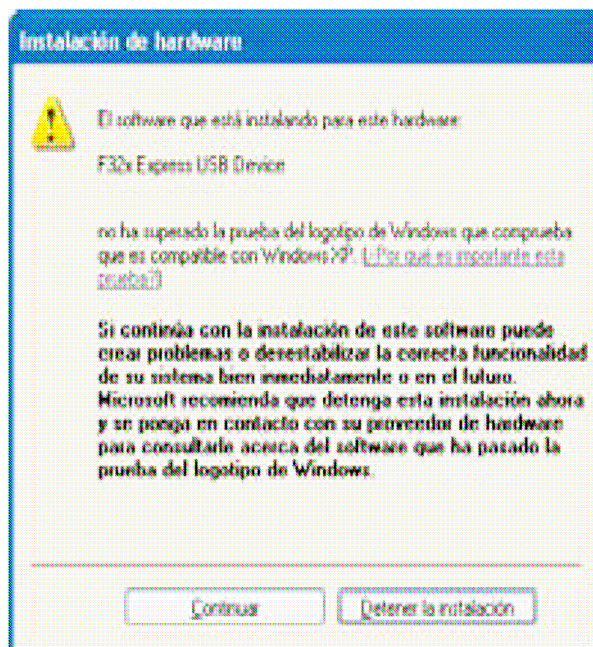 Instalación de hardware
El software que está instalando para este hardware:
F32x Express USB Device
no ha superado la prueba del logotipo de Windows que comprueba
que es compatible con Windows XP. (¿Por qué es importante esta
prueba?)
Si continúa con la instalación de este software puede
crear problemas o desestabilizar la correcta funcionalidad
de su sistema bien inmediatamente o en el futuro.
Microsoft recomienda que detenga esta instalación ahora
y se ponga en contacto con su proveedor de hardware
para consultarle acerca del software que ha pasado la
prueba del logotipo de Windows.
Continuar
Detener la instalación